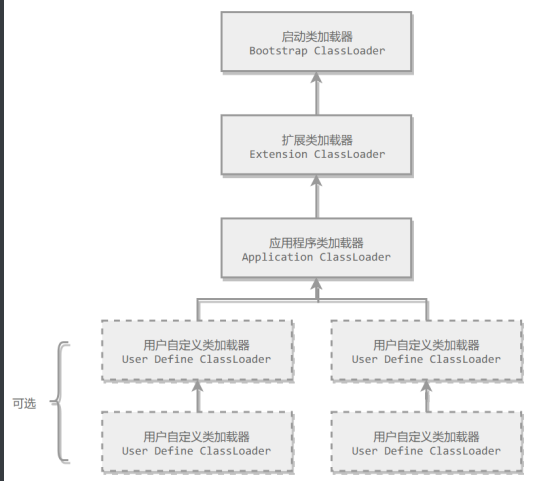 启动类加载器
Bootstrap ClassLoader
扩展类加载器
Extension ClassLoader
应用程序类加载器
Application ClassLoader
用户自定义类加载器
User Define ClassLoader
用户自定义类加载器
User Define ClassLoader
可选
用户自定义类加载器
User Define ClassLoader
用户自定义类加载器
User Define ClassLoader